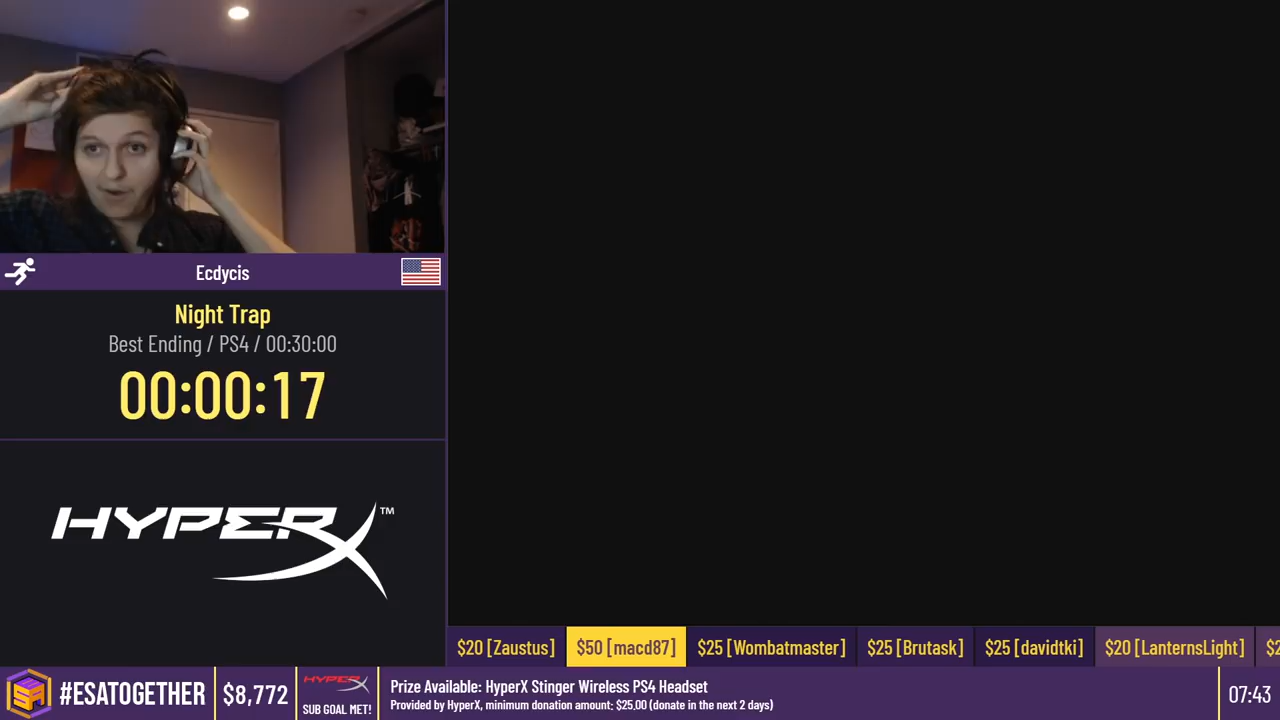 Ecdycis
Night Trap
Best Ending / PS4 / 00:30:00
00:00:17
HYPERX™
$20 [Zaustus]
$50 [macd87]
$25 [Wombatmaster]
$25 [Brutask]
$25 [davidtki]
$20 [LanternsLight]
#ESATOGETHER
$8,772
HYPERX
SUB GOAL MET!
Prize Available: HyperX Stinger Wireless PS4 Headset
Provided by HyperX, minimum donation amount: $25,00 (donate in the next 2 days)
07:43